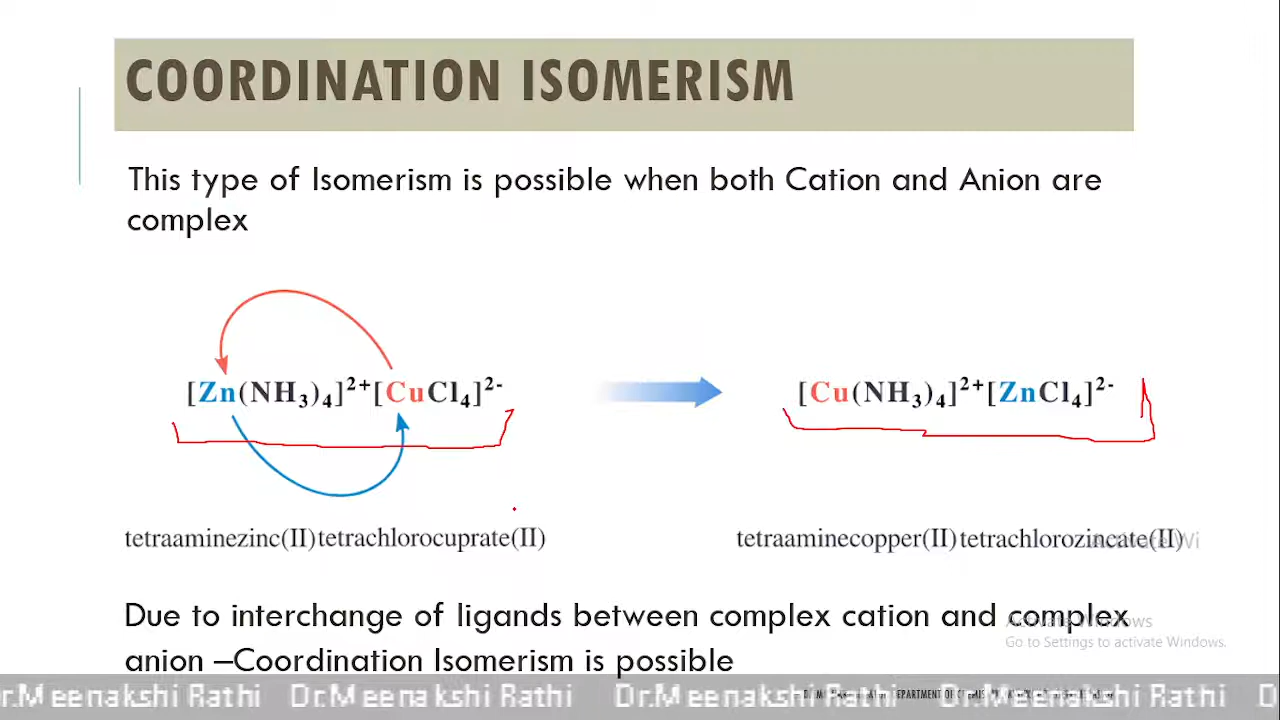 COORDINATION ISOMERISM
This type of Isomerism is possible when both Cation and Anion are
complex
[Zn(NH₃)₄]²⁺[CuCl₄]²⁻ [Cu(NH₃)₄]²⁺[ZnCl₄]²⁻
tetraaminezinc(II)tetrachlorocuprate(II) tetraaminecopper(II)tetrachlorozincate(II)
Due to interchange of ligands between complex cation and complex
anion –Coordination Isomerism is possible
Activate Windows
Go to Settings to activate Windows.
Dr.Meenakshi Rathi Dr.Meenakshi Rathi Dr.Meenakshi Rathi